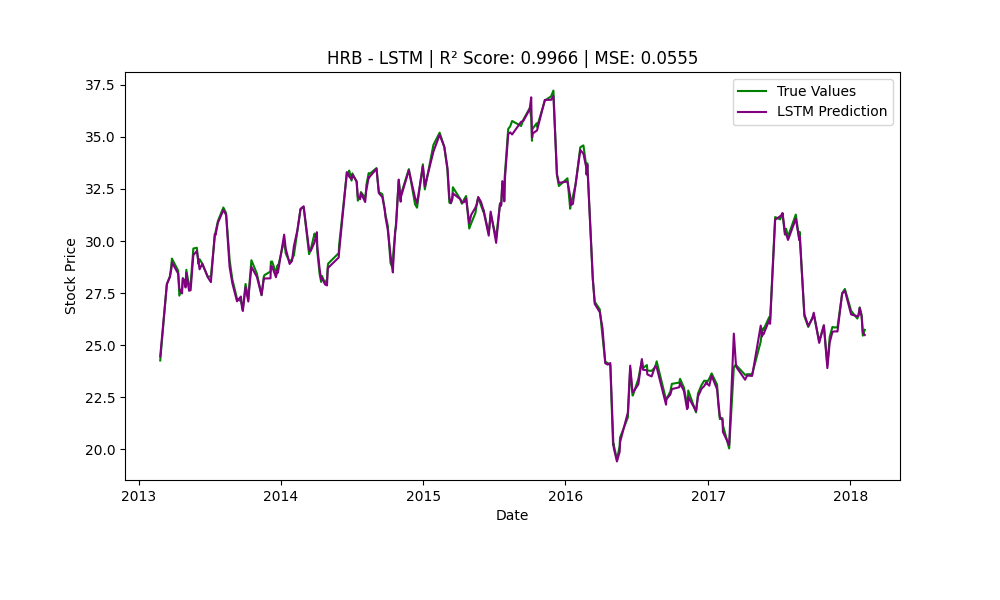 HRB - LSTM | R² Score: 0.9966 | MSE: 0.0555
True Values
LSTM Prediction
Stock Price
37.5
35.0
32.5
30.0
27.5
25.0
22.5
20.0
2013 2014 2015 2016 2017 2018
Date